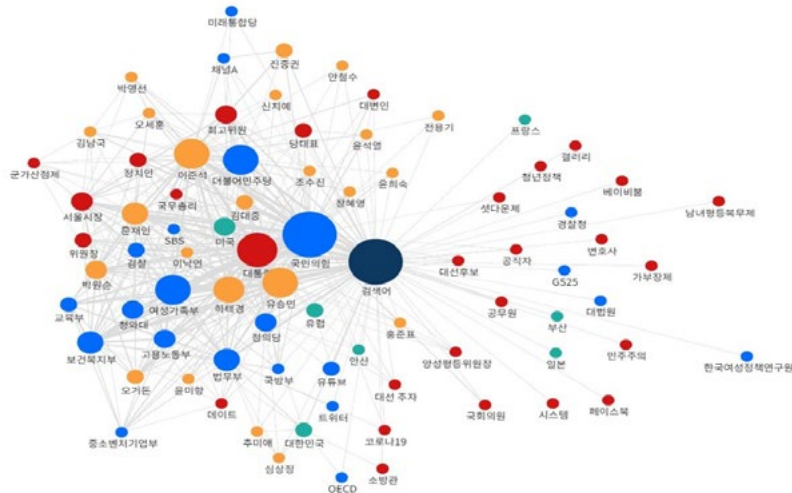 미래통합당
채널A
진중권
박영선
안철수
신지예
대변인
오세훈
최고위원
전용기
김남국
당대표
윤석열
프랑스
갤러리
군가산점제
정치인
이준석
더불어민주당
조수진
윤희숙
청년정책
베이비붐
서울시장
국무총리
김대중
장혜영
셧다운제
남녀평등복무제
문재인
SBS
미국
경찰청
위원장
검찰
이낙연
국민의힘
변호사
박원순
검색어
대선후보
공직자
GS25
가부장제
교육부
여성가족부
하태경
유승민
청와대
유럽
공무원
대법원
보건복지부
고용노동부
정의당
홍준표
부산
법무부
안산
양성평등위원장
일본
민주주의
한국여성정책연구원
오거돈
윤미향
국방부
유튜브
대선 주자
데이트
트위터
국회의원
시스템
페이스북
중소벤처기업부
추미애
대한민국
코로나19
심상정
소방관
OECD